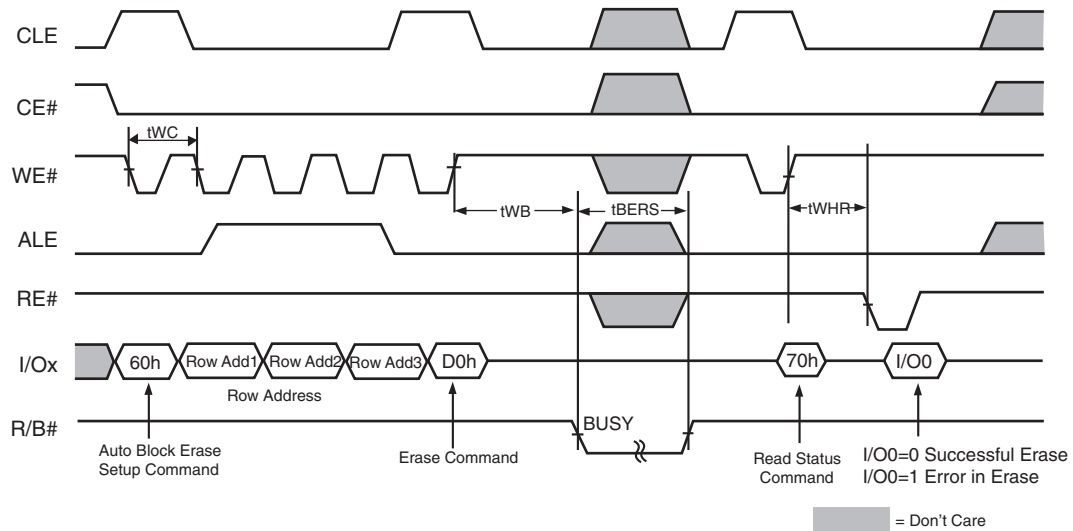 CLE
CE#
tWC
WE#
tWB
tBERS
tWHR
ALE
RE#
I/Ox
60h
Row Add1
Row Add2
Row Add3
D0h
70h
I/O0
Row Address
R/B#
BUSY
Auto Block Erase
Setup Command
Erase Command
Read Status
Command
I/O0=0 Successful Erase
I/O0=1 Error in Erase
= Don't Care